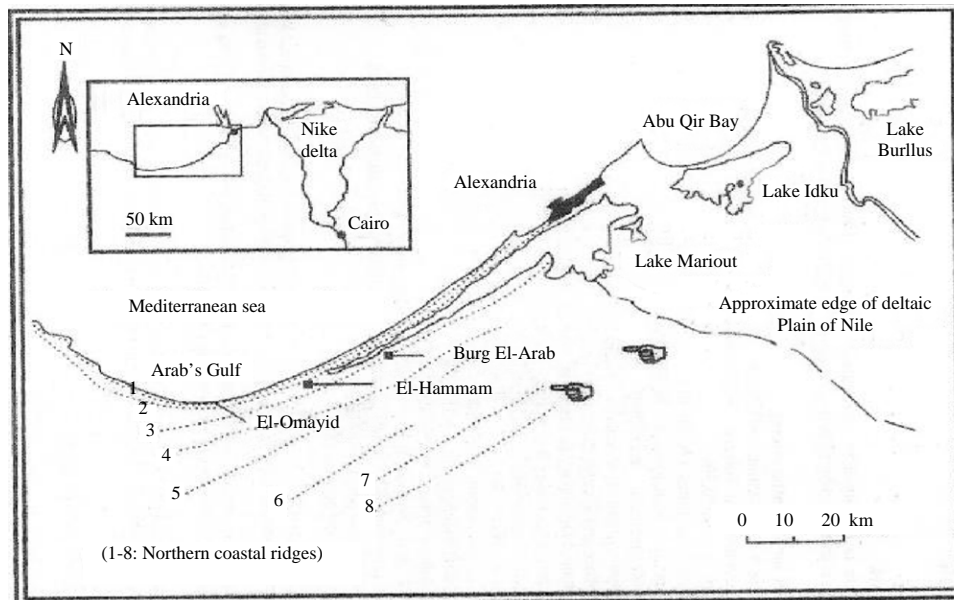 N
Alexandria
Nike
delta
50 km
Cairo
Abu Qir Bay
Lake
Burllus
Alexandria
Lake Idku
Lake Mariout
Mediterranean sea
Approximate edge of deltaic
Plain of Nile
Arab's Gulf
Burg El-Arab
El-Hammam
El-Omayid
1
2
3
4
5
6
7
8
0 10 20 km
(1-8: Northern coastal ridges)